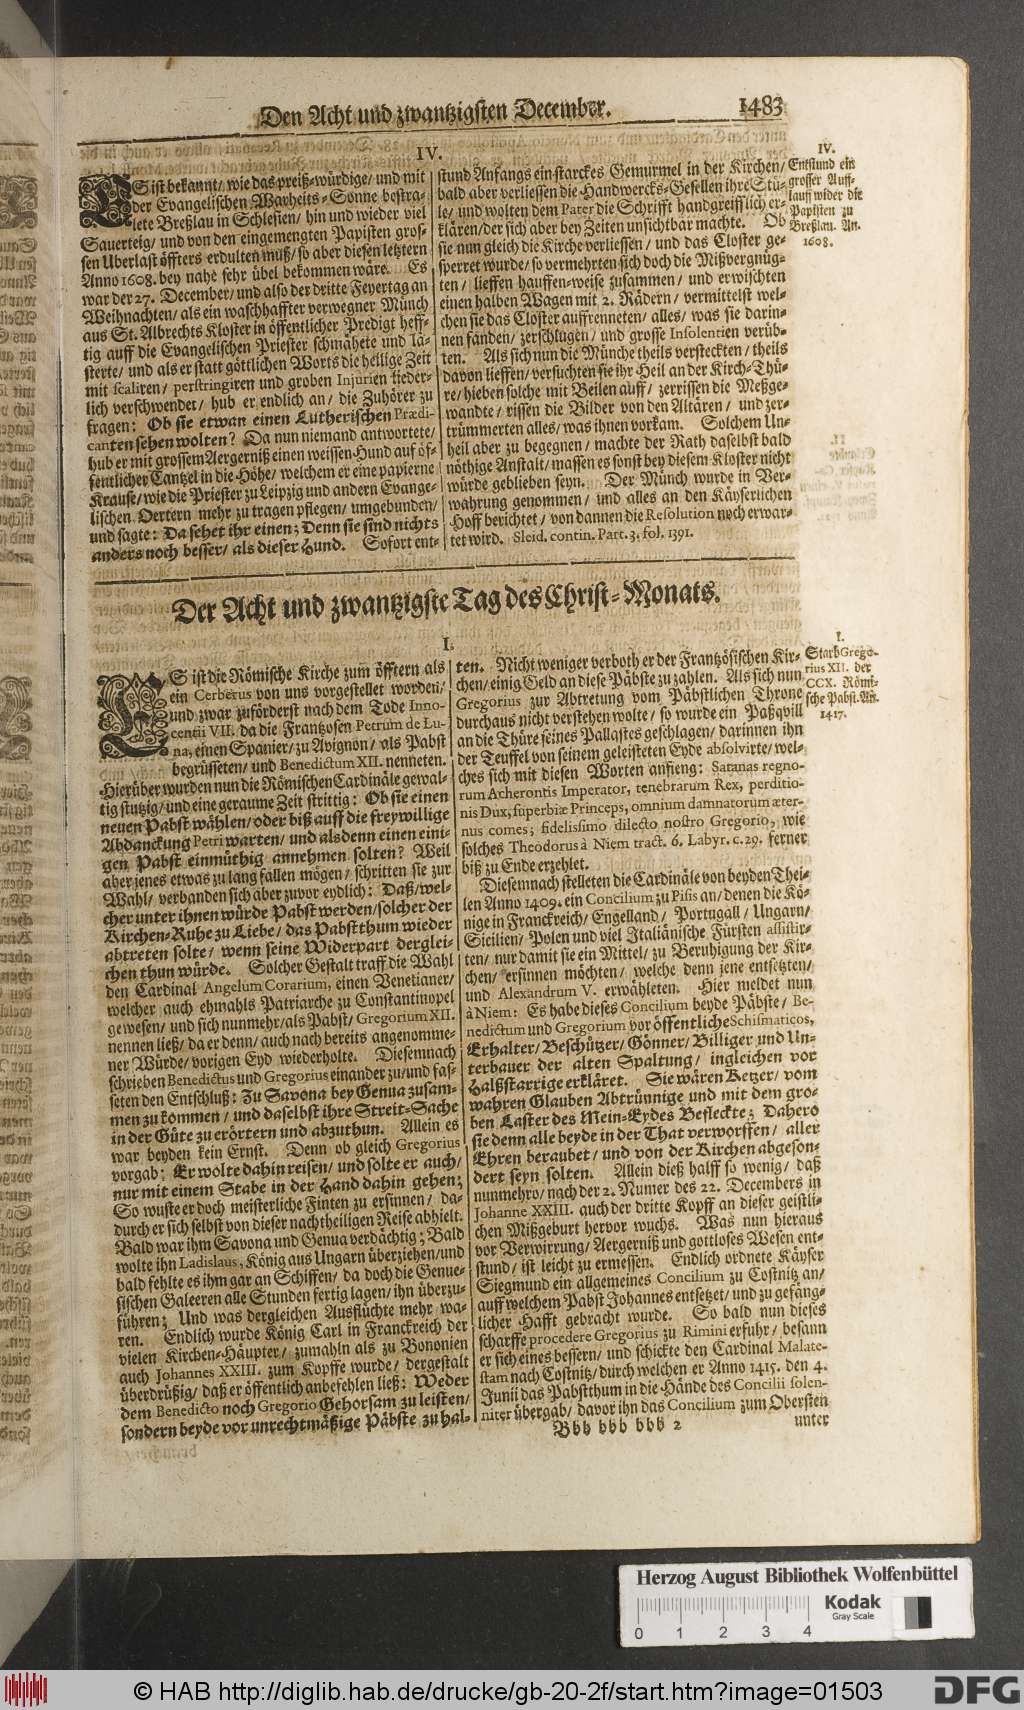 Den Acht und zwantzigsten December. 1483
IV.
ES ist bekannt/ wie das preiß-würdige/ und mit
der Evangelischen Warheits-Sonne bestra-
lete Breßlau in Schlesien/ hin und wieder viel
Sauerteig/ und von den eingemengten Papisten gros-
sen Uberlast öffters erdulten muß/ so aber diesen letztern
Anno 1608. bey nahe sehr übel bekommen wäre. Es
war der 27. December/ und also der dritte Feyertag an
Weihnachten/ als ein waschhaffter verwegner Münch
aus St. Albrechts Kloster in öffentlicher Predigt heff-
tig auff die Evangelischen Priester schmähete und lä-
sterte/ und als er statt göttlichen Worts die heilige Zeit
mit scaliren/ perstringiren und groben Injurien lieder-
lich verschwendet/ hub er endlich an/ die Zuhörer zu
fragen: Ob sie etwan einen Lutherischen Prædi-
canten sehen wolten? Da nun niemand antwortete/
hub er mit grossem Aergerniß einen weissen Hund auf öf-
fentlicher Cantzel in die Höhe/ welchem er eine papierne
Krause/ wie die Priester zu Leipzig und andern Evange-
lischen Oertern mehr zu tragen pflegen/ umgebunden/
und sagte: Da sehet ihr einen; Denn sie sind nichts
anders noch besser/ als dieser Hund. Sofort ent-
stund Anfangs ein starckes Gemurmel in der Kirchen/
bald aber verliessen die Handwercks-Gesellen ihre Stü-
le/ und wolten dem Pater die Schrifft handgreifflich er-
klären/ der sich aber bey Zeiten unsichtbar machte. Ob
sie nun gleich die Kirche verliessen/ und das Closter ge-
sperret wurde/ so vermehrten sich doch die Mißvergnüg-
ten/ lieffen hauffen-weise zusammen/ und erwischten
einen halben Wagen mit 2. Rädern/ vermittelst wel-
chen sie das Closter auffrenneten/ alles/ was sie darin-
nen fanden/ zerschlugen/ und grosse Insolentien verüb-
ten. Als sich nun die Münche theils versteckten/ theils
davon lieffen/ versuchten sie ihr Heil an der Kirch-Thü-
re/ hieben solche mit Beilen auff/ zerrissen die Meßge-
wandte/ rissen die Bilder von den Altären/ und zer-
trümmerten alles/ was ihnen vorkam. Solchem Un-
heil aber zu begegnen/ machte der Rath daselbst bald
nöthige Anstalt/ massen es sonst bey diesem Kloster nicht
würde geblieben seyn. Der Münch wurde in Ver-
wahrung genommen/ und alles an den Käyserlichen
Hoff berichtet/ von dannen die Resolution noch erwar-
tet wird. Sleid. contin. Part. 3. fol. 1391.
IV.
Entstund ein
grosser Auff-
lauff wider die
Papisten zu
Breßlau. An.
1608.
Der Acht und zwantzigste Tag des Christ-Monats.
I.
ES ist die Römische Kirche zum öfftern als
ein Cerberus von uns vorgestellet worden/
und zwar zuförderst nach dem Tode Inno-
centii VII. da die Frantzosen Petrum de Lu-
na, einen Spanier/ zu Avignon/ als Pabst
begrüsseten/ und Benedictum XII. nenneten.
Hierüber wurden nun die Römischen Cardinäle gewal-
tig stutzig/ und eine geraume Zeit strittig: Ob sie einen
neuen Pabst wählen/ oder biß auff die freywillige
Abdanckung Petri warten/ und alsdenn einen eini-
gen Pabst einmüthig annehmen solten? Weil
aber jenes etwas zu lang fallen mögen/ schritten sie zur
Wahl/ verbanden sich aber zuvor eydlich: Daß/ wel-
cher unter ihnen würde Pabst werden/ solcher der
Kirchen-Ruhe zu Liebe/ das Pabstthum wieder
abtreten solte/ wenn seine Widerpart derglei-
chen thun würde. Solcher Gestalt traff die Wahl
den Cardinal Angelum Corarium, einen Venetianer/
welcher auch ehmahls Patriarche zu Constantinopel
gewesen/ und sich nunmehr/ als Pabst/ Gregorium XII.
nennen ließ/ da er denn/ auch nach bereits angenomme-
ner Würde/ vorigen Eyd wiederholte. Diesemnach
schrieben Benedictus und Gregorius einander zu/ und fas-
seten den Entschluß: Zu Savona bey Genua zusam-
men zu kommen/ und daselbst ihre Streit-Sache
in der Güte zu erörtern und abzuthun. Allein es
war beyden kein Ernst. Denn ob gleich Gregorius
vorgab; Er wolte dahin reisen/ und solte er auch/
nur mit einem Stabe in der Hand dahin gehen;
So wuste er doch meisterliche Finten zu ersinnen/ da-
durch er sich selbst von dieser nachtheiligen Reise abhielt.
Bald war ihm Savona und Genua verdächtig; Bald
wolte ihn Ladislaus, König aus Ungarn überziehen/ und
bald fehlte es ihm gar an Schiffen/ da doch die Genue-
sischen Galeeren alle Stunden fertig lagen/ ihn überzu-
führen; Und was dergleichen Ausflüchte mehr wa-
ren. Endlich wurde König Carl in Franckreich der
vielen Kirchen-Häupter/ zumahln als zu Bononien
auch Johannes XXIII. zum Kopffe wurde/ dergestalt
überdrüßig/ daß er öffentlich anbefehlen ließ: Weder
dem Benedicto noch Gregorio Gehorsam zu leisten/
sondern beyde vor unrechtmäßige Päbste zu hal-
ten. Nicht weniger verboth er der Frantzösischen Kir-
chen/ einig Geld an diese Päbste zu zahlen. Als sich nun
Gregorius zur Abtretung vom Päbstlichen Throne
durchaus nicht verstehen wolte/ so wurde ein Paßqvill
an die Thüre seines Pallastes geschlagen/ darinnen ihn
der Teuffel von seinem geleisteten Eyde absolvirte/ wel-
ches sich mit diesen Worten anfieng: Satanas regno-
rum Acherontis Imperator, tenebrarum Rex, perditio-
nis Dux, superbiæ Princeps, omnium damnatorum æter-
nus comes; fidelissimo dilecto nostro Gregorio, wie
solches Theodorus à Niem tract. 6. Labyr. c. 29. ferner
biß zu Ende erzehlet.
Diesemnach stelleten die Cardinäle von beyden Thei-
len Anno 1409. ein Concilium zu Pisis an/ denen die Kö-
nige in Franckreich/ Engelland/ Portugall/ Ungarn/
Sicilien/ Polen und viel Italiänische Fürsten assistir-
ten/ nur damit sie ein Mittel/ zu Beruhigung der Kir-
chen/ ersinnen möchten/ welche denn jene entsetzten/
und Alexandrum V. erwähleten. Hier meldet nun
à Niem: Es habe dieses Concilium beyde Päbste/ Be-
nedictum und Gregorium vor öffentliche Schismaticos,
Erhalter/ Beschützer/ Gönner/ Billiger und Un-
terbauer der alten Spaltung/ ingleichen vor
Halßstarrige erkläret. Sie wären Ketzer/ vom
wahren Glauben Abtrünnige und mit dem gro-
ben Laster des Mein-Eydes Befleckte; Dahero
sie denn alle beyde in der That verworffen/ aller
Ehren beraubet/ und von der Kirchen abgeson-
dert seyn solten. Allein dieß halff so wenig/ daß
nunmehro/ nach der 2. Numer des 22. Decembers in
Johanne XXIII. auch der dritte Kopff an dieser geistli-
chen Mißgeburt hervor wuchs. Was nun hieraus
vor Verwirrung/ Aergerniß und gottloses Wesen ent-
stund/ ist leicht zu ermessen. Endlich ordnete Käyser
Siegmund ein allgemeines Concilium zu Costnitz an/
auff welchem Pabst Johannes entsetzet/ und zu gefäng-
licher Hafft gebracht wurde. So bald nun dieses
scharffe procedere Gregorius zu Rimini erfuhr/ besann
er sich eines bessern/ und schickte den Cardinal Malate-
stam nach Costnitz/ durch welchen er Anno 1415. den 4.
Junii das Pabstthum in die Hände des Concilii solen-
niter übergab/ davor ihn das Concilium zum Obersten
Bbb bbb bbb 2 unter
I.
Starb Grego-
rius XII. der
CCX. Römi-
sche Pabst. An.
1417.
Herzog August Bibliothek Wolfenbüttel
0 1 2 3 4
Kodak
Gray Scale
© HAB http://diglib.hab.de/drucke/gb-20-2f/start.htm?image=01503
DFG